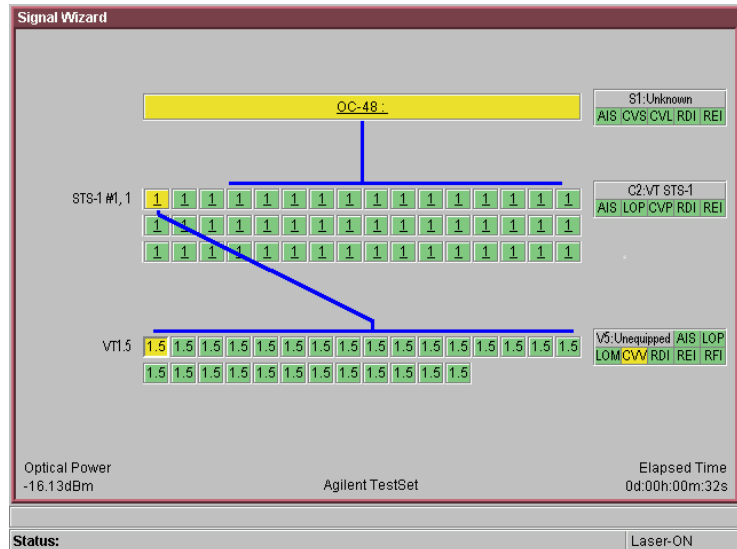 Signal Wizard
OC-48 :
S1:Unknown
AIS CVS CVL RDI REI
STS-1 #1, 1
1 1 1 1 1 1 1 1 1 1 1 1 1 1 1 1
1 1 1 1 1 1 1 1 1 1 1 1 1 1 1 1
1 1 1 1 1 1 1 1 1 1 1 1 1 1 1 1
C2:VT STS-1
AIS LOP CVP RDI REI
VT1.5
1.5 1.5 1.5 1.5 1.5 1.5 1.5 1.5 1.5 1.5 1.5 1.5 1.5 1.5 1.5 1.5
1.5 1.5 1.5 1.5 1.5 1.5 1.5 1.5 1.5 1.5 1.5 1.5
V5:Unequipped AIS LOP
LOM CVV RDI REI RFI
Optical Power
-16.13dBm
Agilent TestSet
Elapsed Time
0d:00h:00m:32s
Status:
Laser-ON